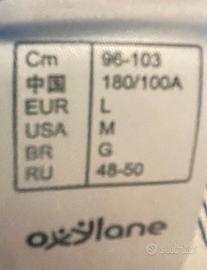 Cm 96-103
中国 180/100A
EUR L
USA M
BR G
RU 48-50
oxylane